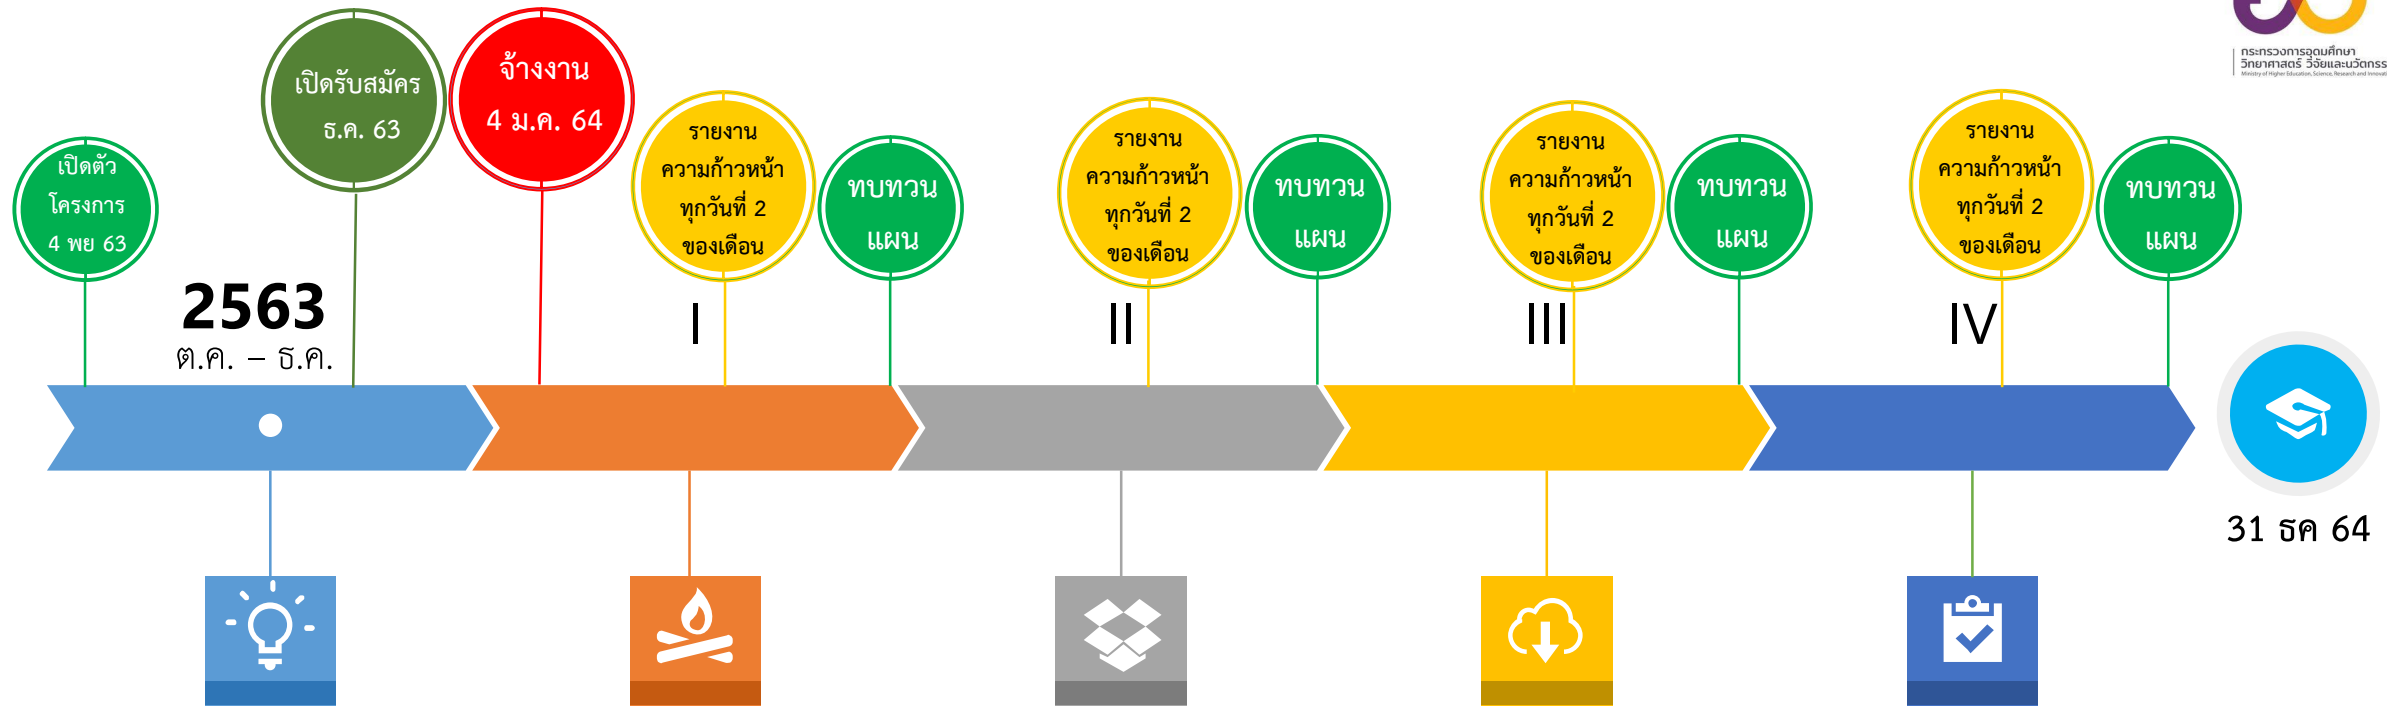 กระทรวงการอุดมศึกษา
วิทยาศาสตร์ วิจัยและนวัตกรร
Ministry of Higher Education, Science, Research and Innovati
เปิดตัว
โครงการ
4 พย 63
เปิดรับสมัคร
ธ.ค. 63
จ้างงาน
4 ม.ค. 64
รายงาน
ความก้าวหน้า
ทุกวันที่ 2
ของเดือน
ทบทวน
แผน
รายงาน
ความก้าวหน้า
ทุกวันที่ 2
ของเดือน
ทบทวน
แผน
รายงาน
ความก้าวหน้า
ทุกวันที่ 2
ของเดือน
ทบทวน
แผน
รายงาน
ความก้าวหน้า
ทุกวันที่ 2
ของเดือน
ทบทวน
แผน
2563
ต.ค. – ธ.ค.
I
II
III
IV
31 ธค 64